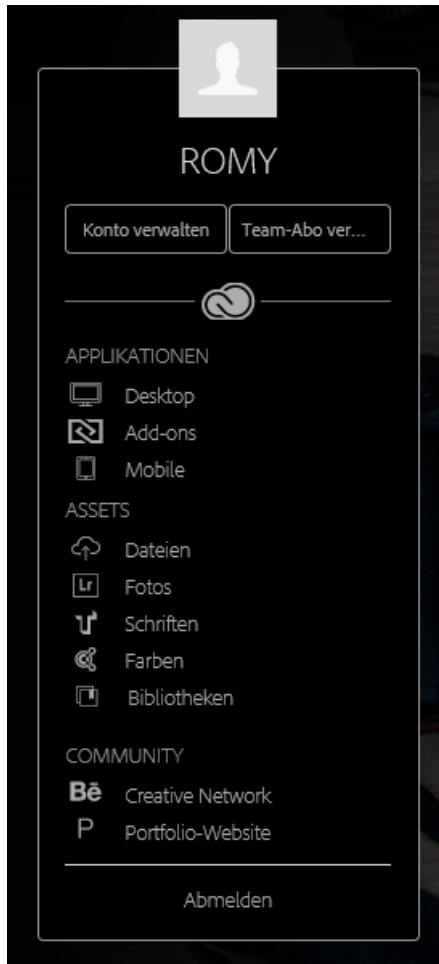 ROMY
Konto verwalten
Team-Abo ver...
APPLIKATIONEN
Desktop
Add-ons
Mobile
ASSETS
Dateien
Lr Fotos
Schriften
Farben
Bibliotheken
COMMUNITY
Bē Creative Network
P Portfolio-Website
Abmelden